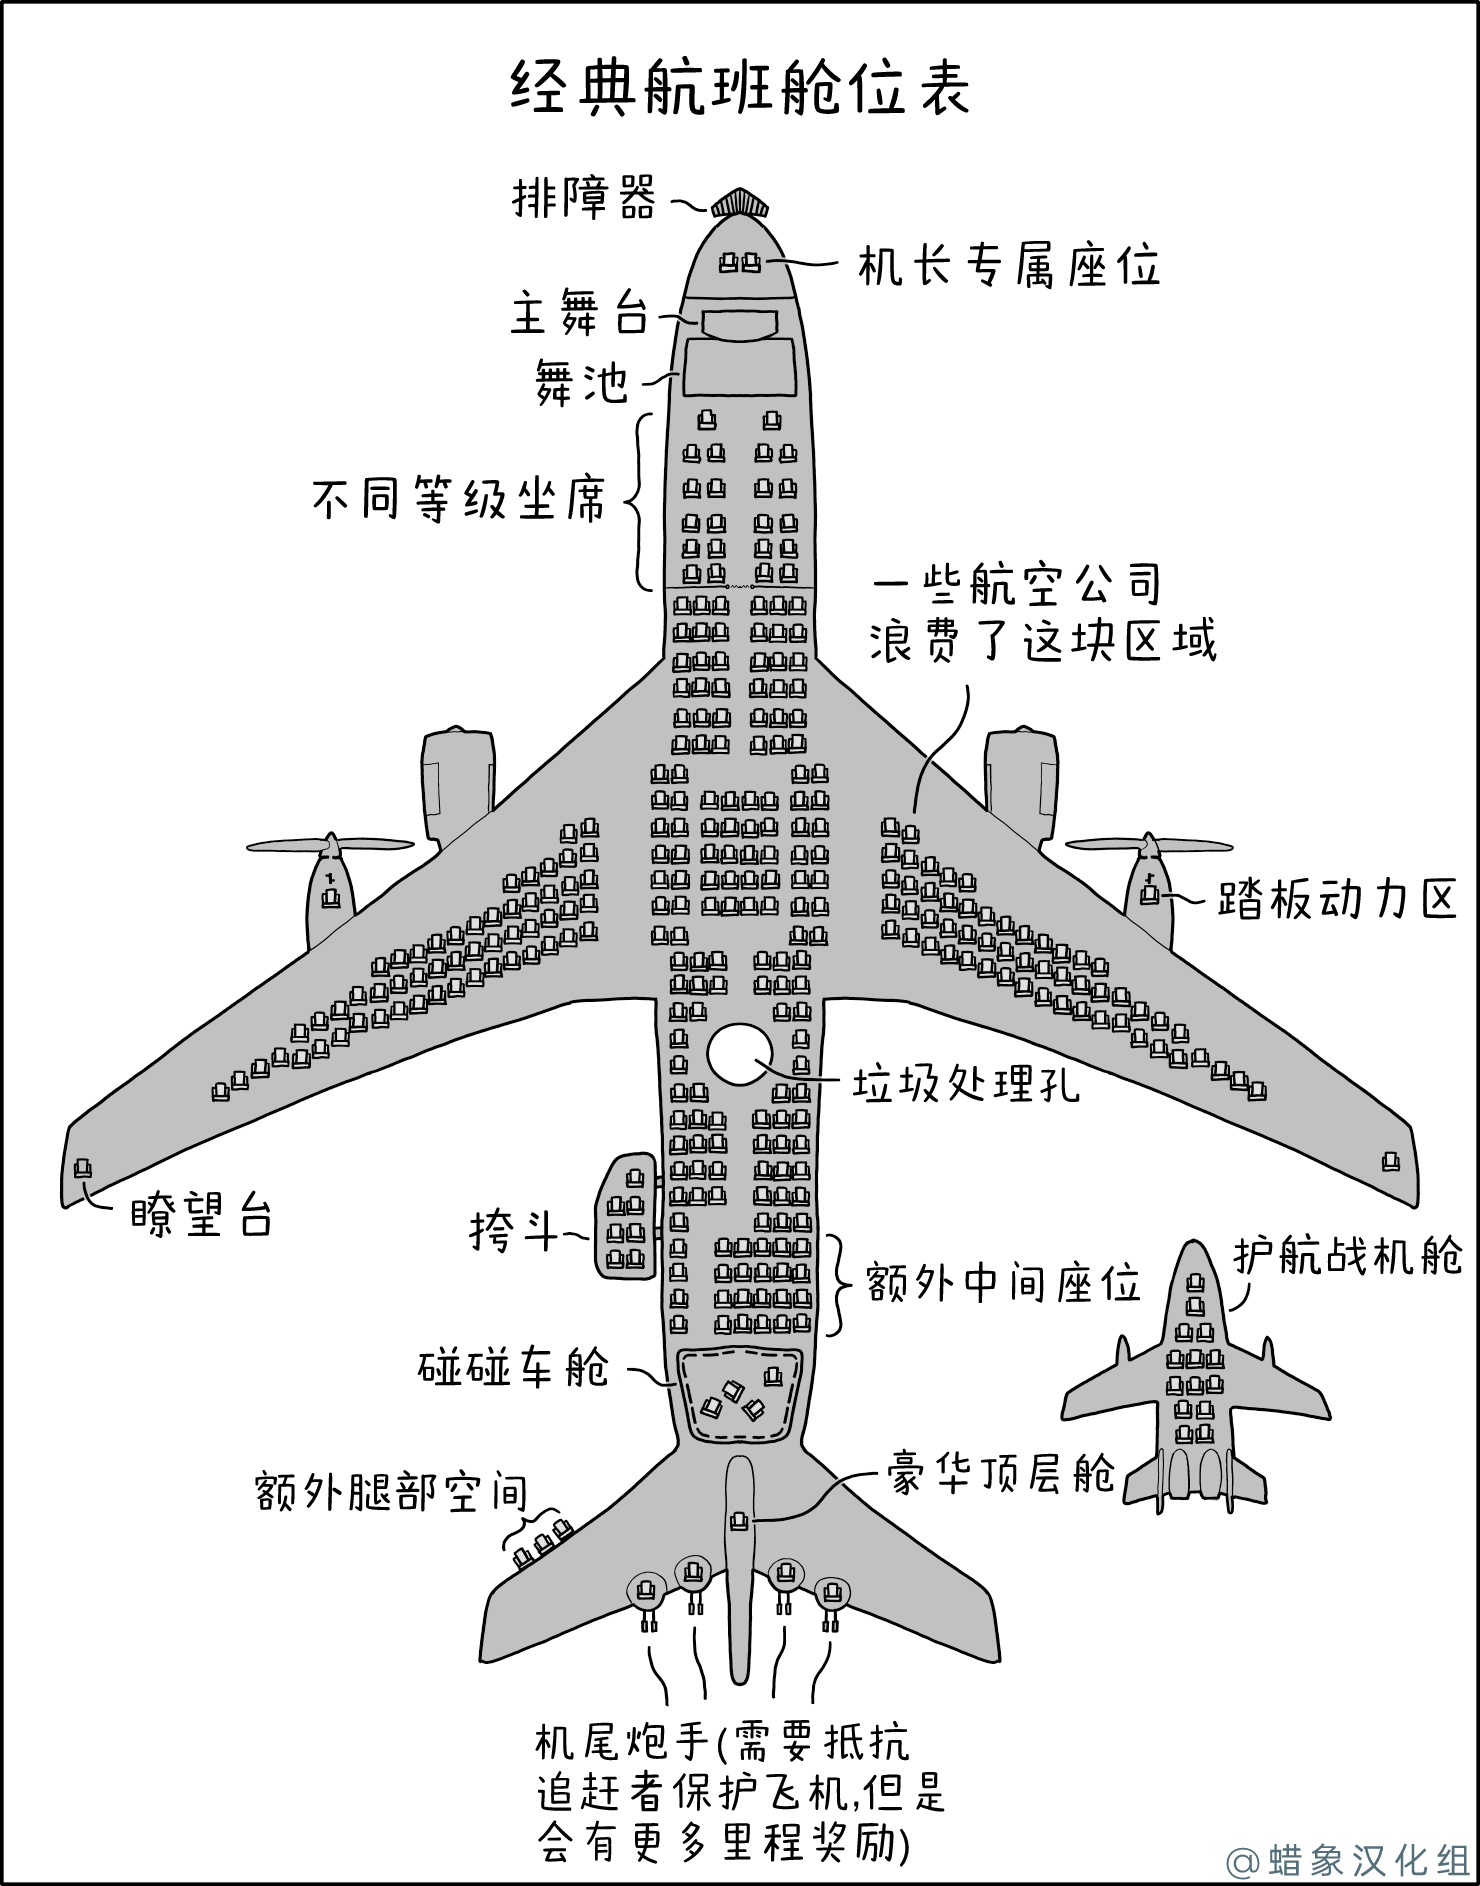 经典航班舱位表
排障器
机长专属座位
主舞台
舞池
不同等级坐席
一些航空公司
浪费了这块区域
踏板动力区
垃圾处理孔
瞭望台
挎斗
护航战机舱
额外中间座位
碰碰车舱
豪华顶层舱
额外腿部空间
机尾炮手(需要抵抗
追赶者保护飞机,但是
会有更多里程奖励)
@蜡象汉化组